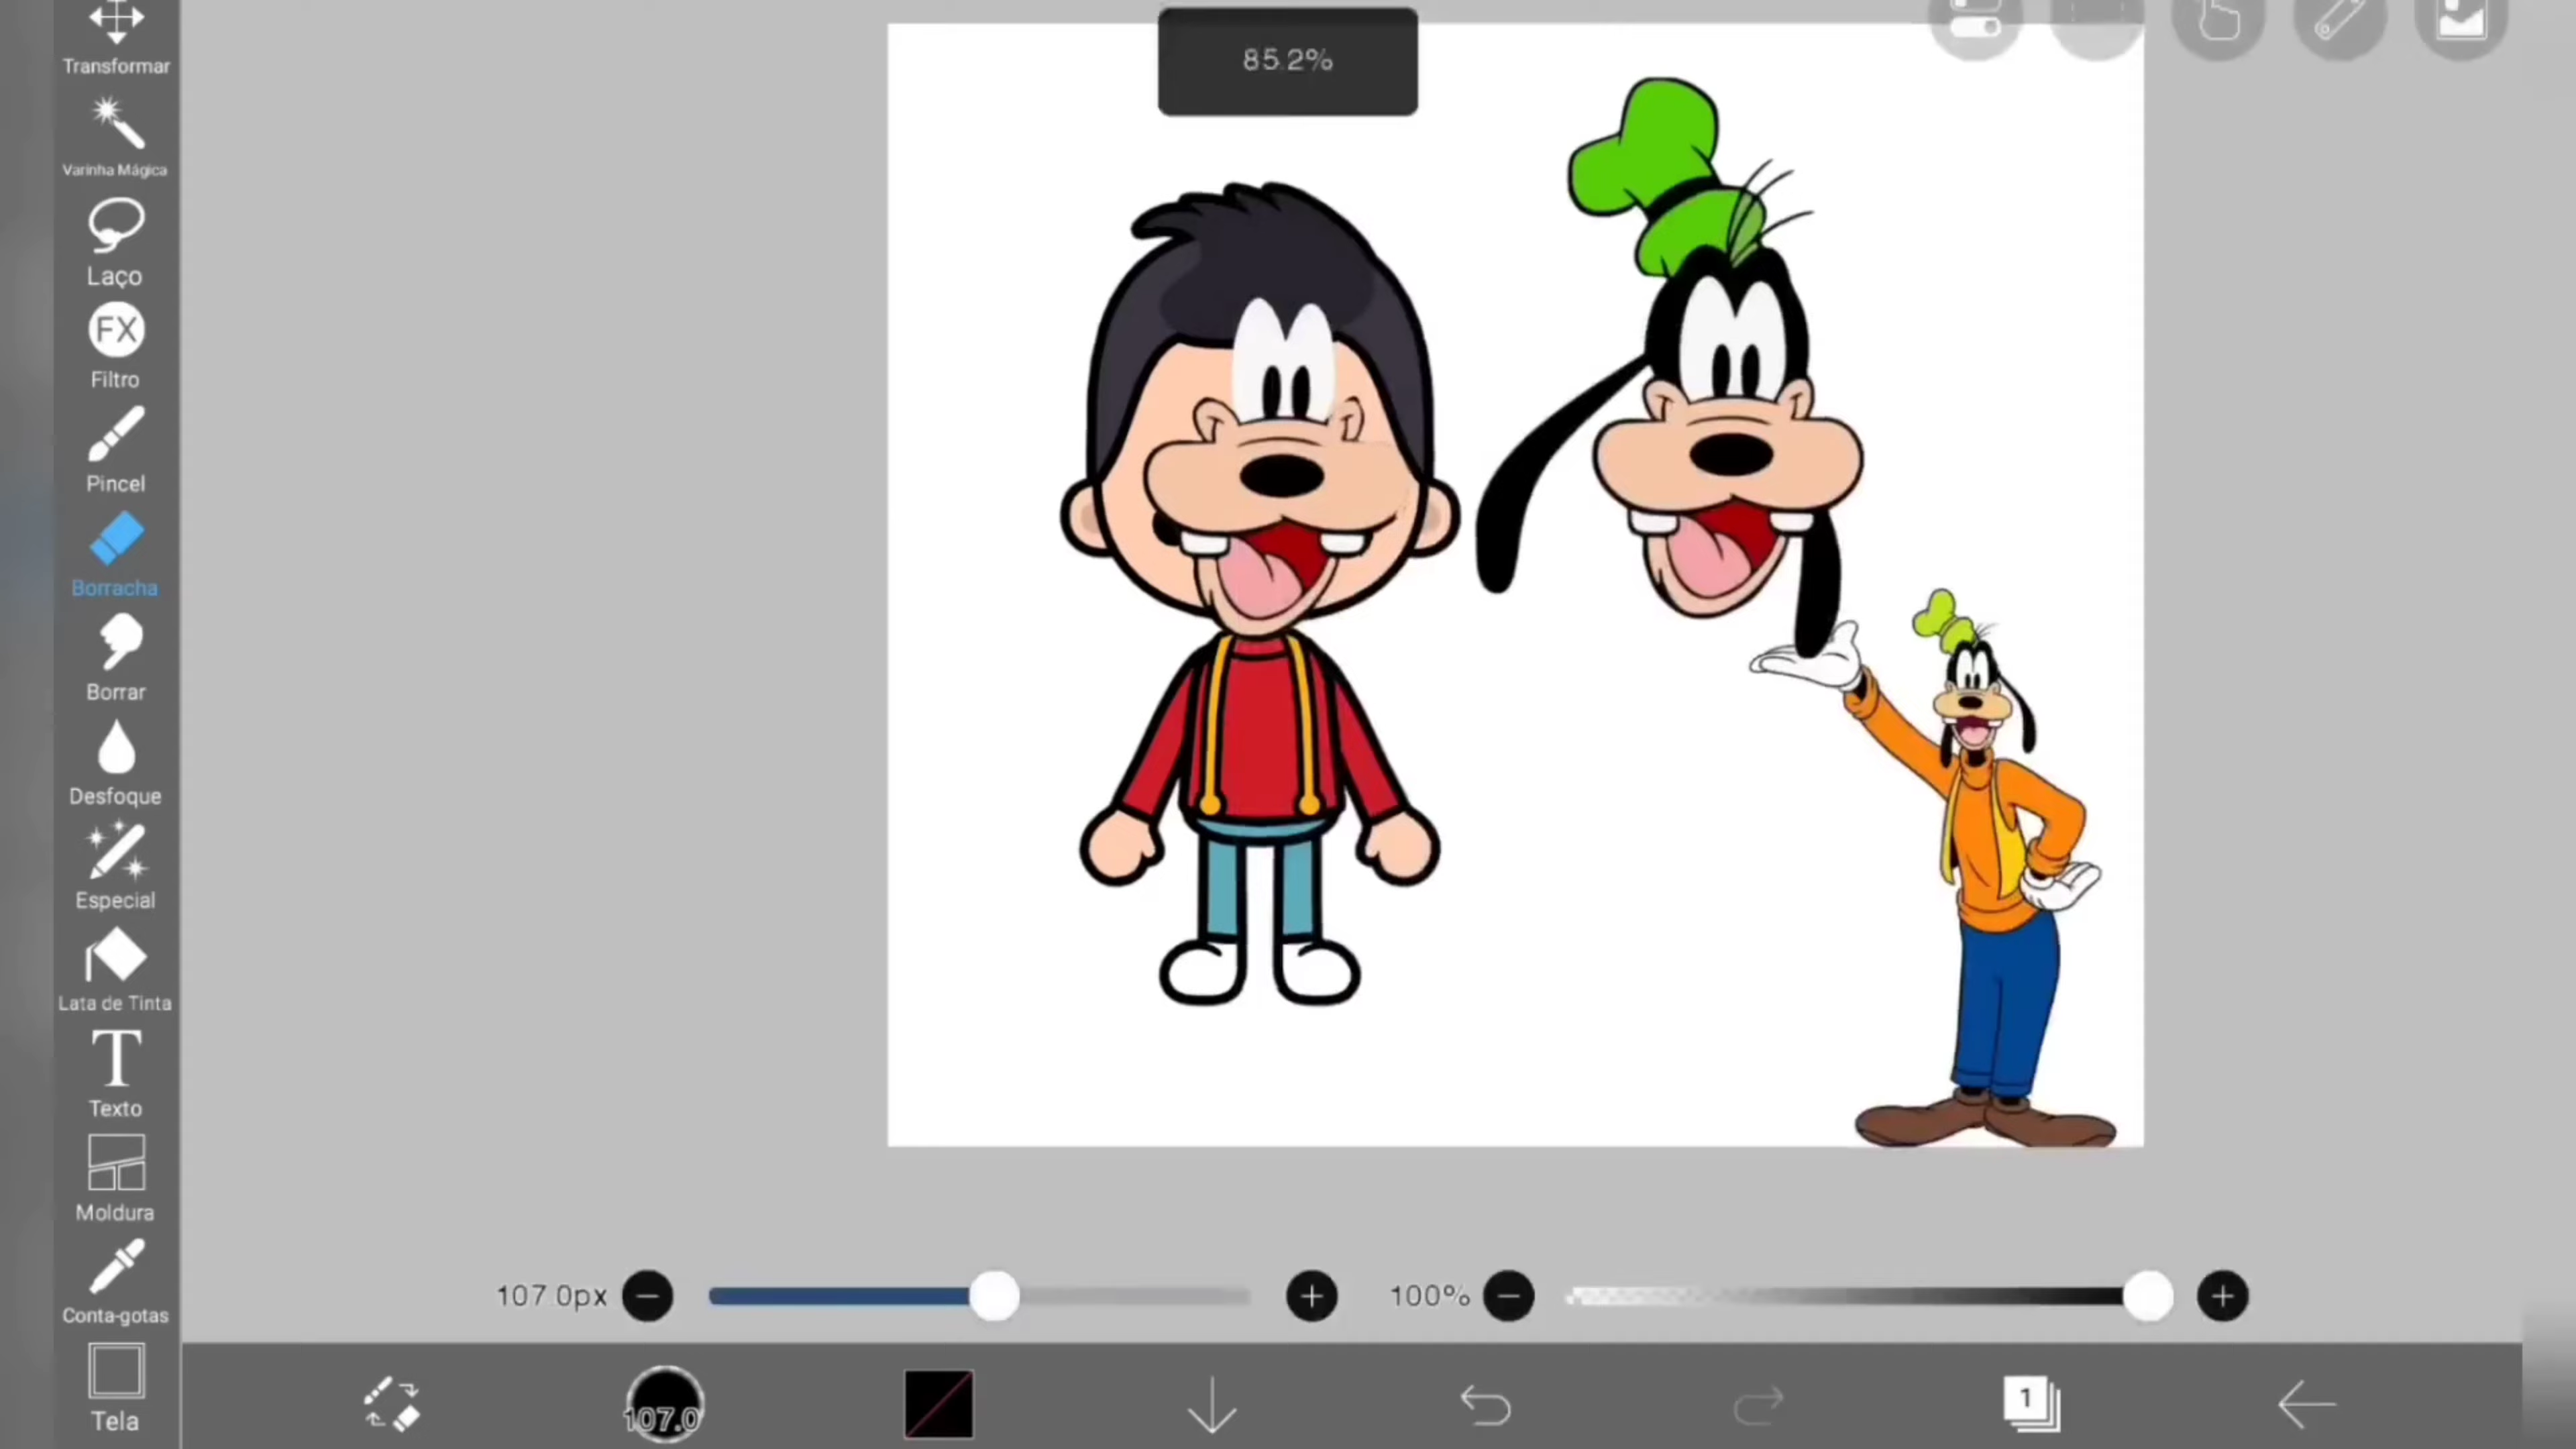 85.2%
Transformar
Varinha Mágica
Laço
FX
Filtro
Pincel
Borracha
Borrar
Desfoque
Especial
Lata de Tinta
T
Texto
Moldura
Conta-gotas
Tela
107.0px
100%
107.0
1